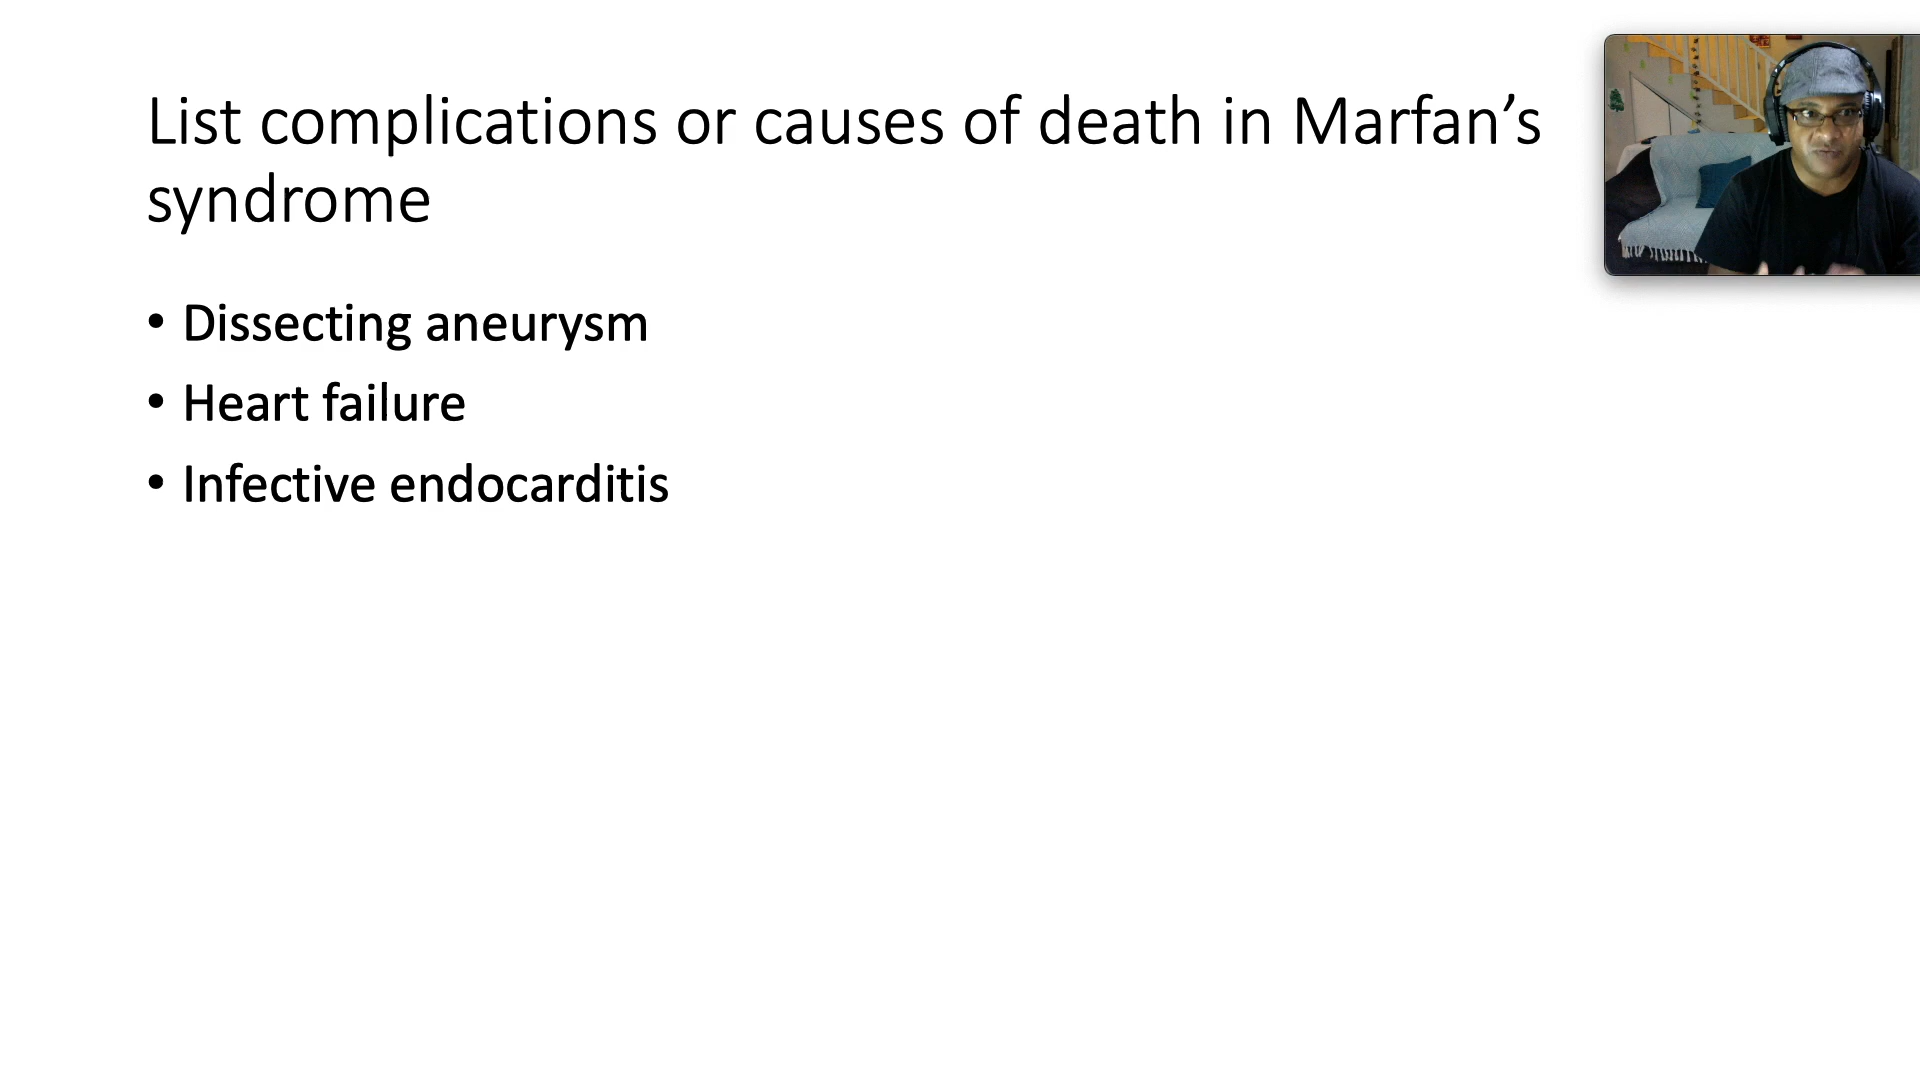 List complications or causes of death in Marfan’s
syndrome
• Dissecting aneurysm
• Heart failure
• Infective endocarditis